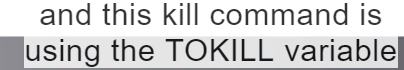 and this kill command is
using the TOKILL variable